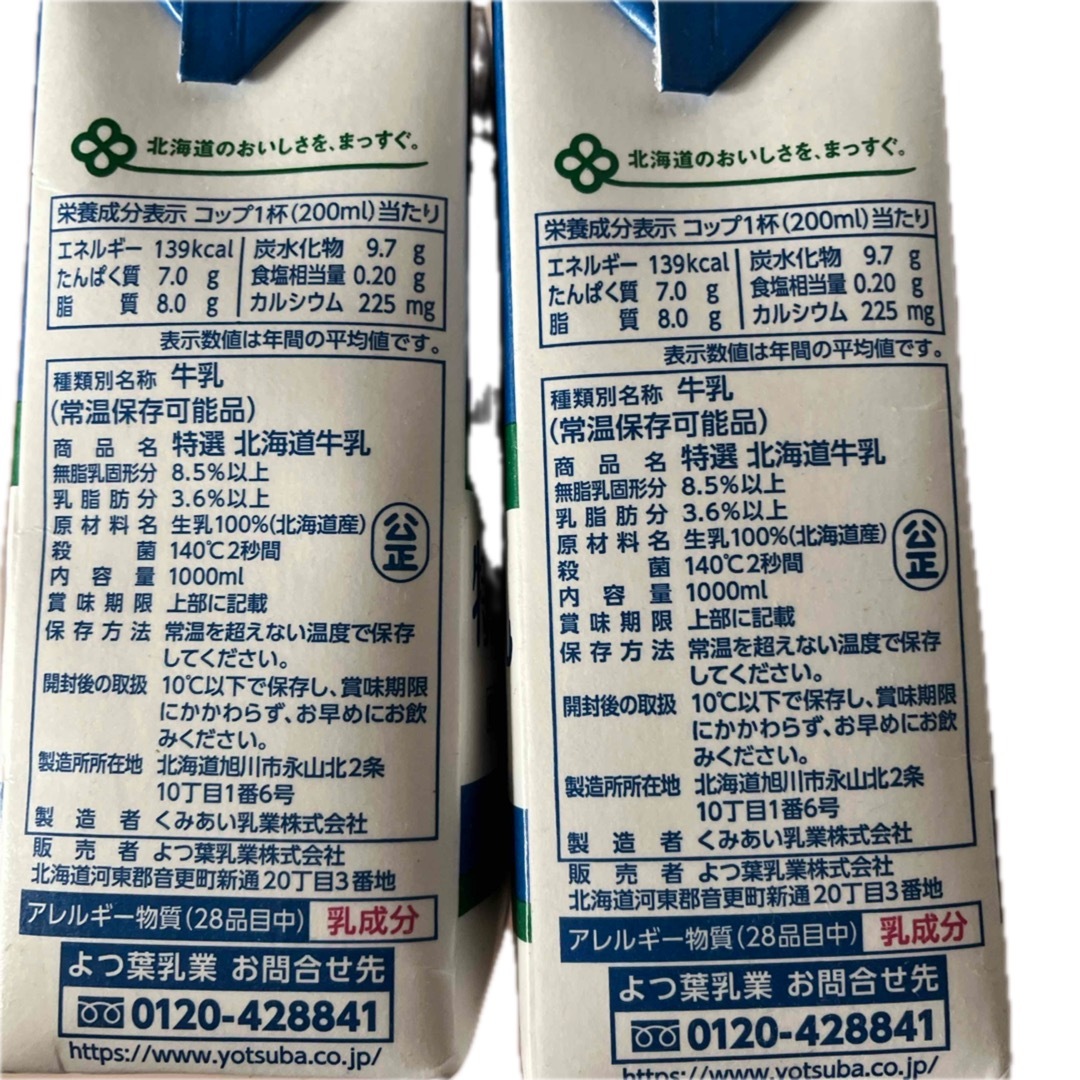 北海道のおいしさを、まっすぐ。
栄養成分表示 コップ1杯(200ml)当たり
エネルギー 139kcal 炭水化物 9.7 g
たんぱく質 7.0 g 食塩相当量 0.20 g
脂質 8.0 g カルシウム 225 mg
表示数値は年間の平均値です。
種類別名称 牛乳
(常温保存可能品)
商品名 特選 北海道牛乳
無脂乳固形分 8.5%以上
乳脂肪分 3.6%以上
原材料名 生乳100%(北海道産)
公正
殺菌 140℃2秒間
内容量 1000ml
賞味期限 上部に記載
保存方法 常温を超えない温度で保存
してください。
開封後の取扱 10℃以下で保存し、賞味期限
にかかわらず、お早めにお飲
みください。
製造所所在地 北海道旭川市永山北2条
10丁目1番6号
製造者 くみあい乳業株式会社
販売者 よつ葉乳業株式会社
北海道河東郡音更町新通20丁目3番地
アレルギー物質(28品目中) 乳成分
よつ葉乳業 お問合せ先
0120-428841
https://www.yotsuba.co.jp/
北海道のおいしさを、まっすぐ。
栄養成分表示 コップ1杯(200ml)当たり
エネルギー 139kcal 炭水化物 9.7 g
たんぱく質 7.0 g 食塩相当量 0.20 g
脂質 8.0 g カルシウム 225 mg
表示数値は年間の平均値です。
種類別名称 牛乳
(常温保存可能品)
商品名 特選 北海道牛乳
無脂乳固形分 8.5%以上
乳脂肪分 3.6%以上
原材料名 生乳100%(北海道産)
公正
殺菌 140℃2秒間
内容量 1000ml
賞味期限 上部に記載
保存方法 常温を超えない温度で保存
してください。
開封後の取扱 10℃以下で保存し、賞味期限
にかかわらず、お早めにお飲
みください。
製造所所在地 北海道旭川市永山北2条
10丁目1番6号
製造者 くみあい乳業株式会社
販売者 よつ葉乳業株式会社
北海道河東郡音更町新通20丁目3番地
アレルギー物質(28品目中) 乳成分
よつ葉乳業 お問合せ先
0120-428841
https://www.yotsuba.co.jp/